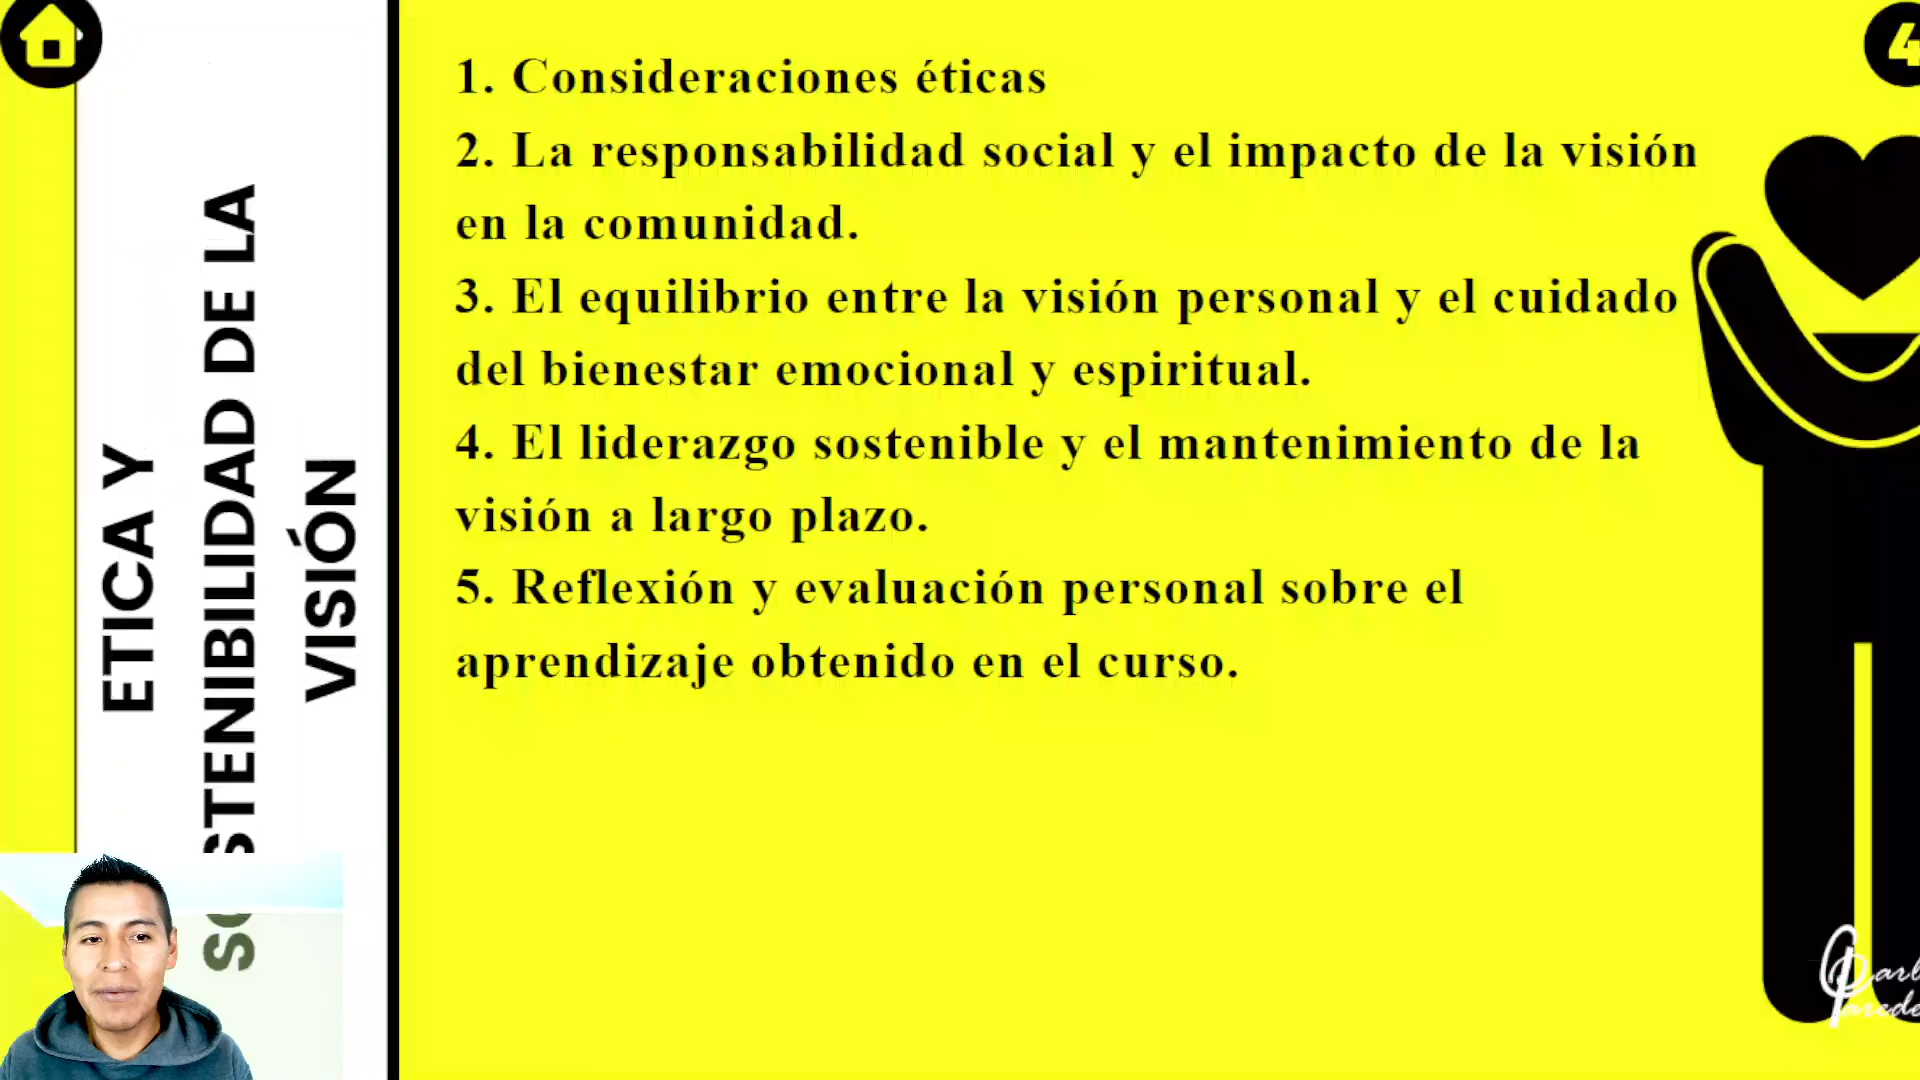 4
ETICA Y
SOSTENIBILIDAD DE LA
VISIÓN
1. Consideraciones éticas
2. La responsabilidad social y el impacto de la visión
en la comunidad.
3. El equilibrio entre la visión personal y el cuidado
del bienestar emocional y espiritual.
4. El liderazgo sostenible y el mantenimiento de la
visión a largo plazo.
5. Reflexión y evaluación personal sobre el
aprendizaje obtenido en el curso.